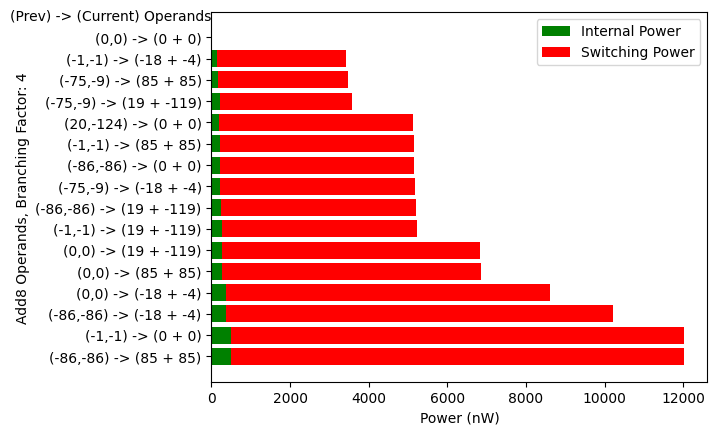 (Prev) -> (Current) Operands
Internal Power
Switching Power
Add8 Operands, Branching Factor: 4
(0,0) -> (0 + 0)
(-1,-1) -> (-18 + -4)
(-75,-9) -> (85 + 85)
(-75,-9) -> (19 + -119)
(20,-124) -> (0 + 0)
(-1,-1) -> (85 + 85)
(-86,-86) -> (0 + 0)
(-75,-9) -> (-18 + -4)
(-86,-86) -> (19 + -119)
(-1,-1) -> (19 + -119)
(0,0) -> (19 + -119)
(0,0) -> (85 + 85)
(0,0) -> (-18 + -4)
(-86,-86) -> (-18 + -4)
(-1,-1) -> (0 + 0)
(-86,-86) -> (85 + 85)
0 2000 4000 6000 8000 10000 12000
Power (nW)